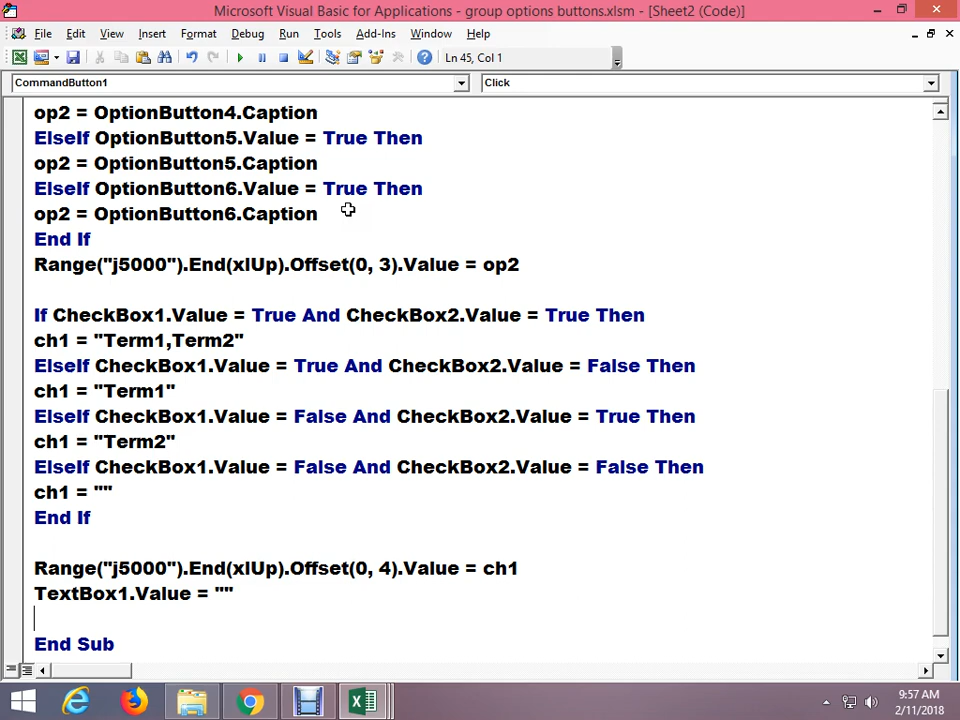 Microsoft Visual Basic for Applications - group options buttons.xlsm - [Sheet2 (Code)]
File Edit View Insert Format Debug Run Tools Add-Ins Window Help
Ln 45, Col 1
CommandButton1 Click
op2 = OptionButton4.Caption
ElseIf OptionButton5.Value = True Then
op2 = OptionButton5.Caption
ElseIf OptionButton6.Value = True Then
op2 = OptionButton6.Caption
End If
Range("j5000").End(xlUp).Offset(0, 3).Value = op2
If CheckBox1.Value = True And CheckBox2.Value = True Then
ch1 = "Term1,Term2"
ElseIf CheckBox1.Value = True And CheckBox2.Value = False Then
ch1 = "Term1"
ElseIf CheckBox1.Value = False And CheckBox2.Value = True Then
ch1 = "Term2"
ElseIf CheckBox1.Value = False And CheckBox2.Value = False Then
ch1 = ""
End If
Range("j5000").End(xlUp).Offset(0, 4).Value = ch1
TextBox1.Value = ""
End Sub
9:57 AM
2/11/2018